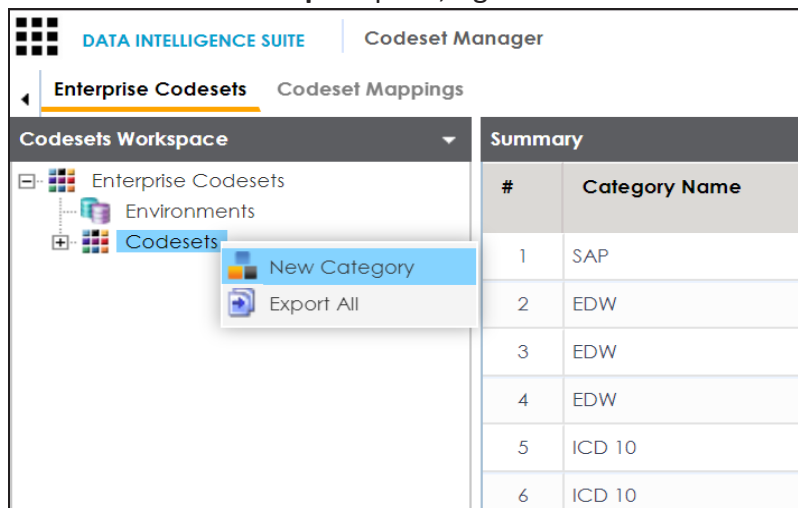 DATA INTELLIGENCE SUITE Codeset Manager
Enterprise Codesets Codeset Mappings
Codesets Workspace Summary
Enterprise Codesets # Category Name
Environments
Codesets
New Category
Export All
1 SAP
2 EDW
3 EDW
4 EDW
5 ICD 10
6 ICD 10